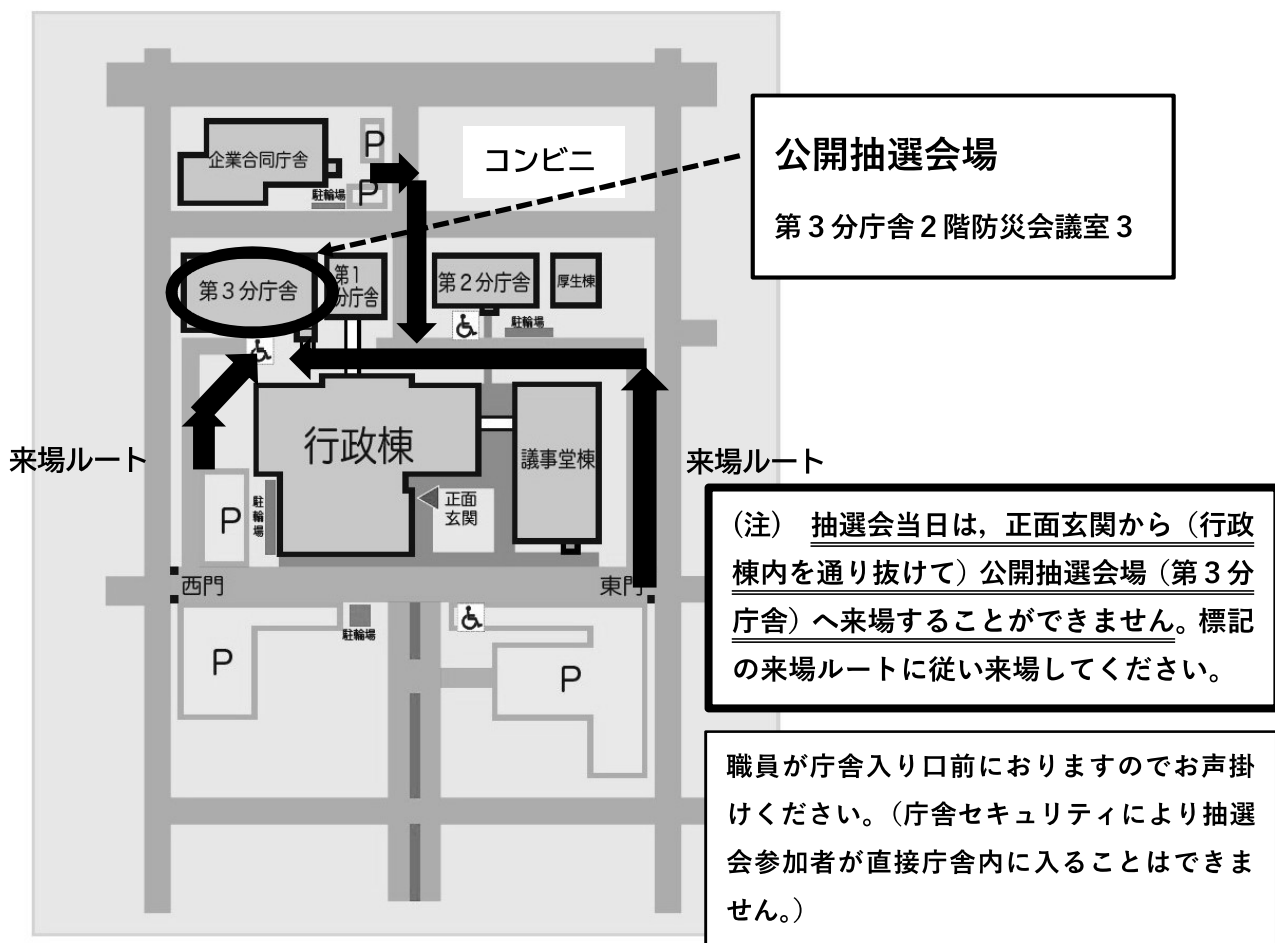 企業合同庁舎
P
駐輪場
P
コンビニ
公開抽選会場
第3分庁舎2階防災会議室3
第3分庁舎
第1
分庁舎
第2分庁舎
厚生棟
駐輪場
来場ルート
行政棟
議事堂棟
来場ルート
P
駐輪場
正面
玄関
西門
東門
駐輪場
P
P
(注) 抽選会当日は,正面玄関から(行政
棟内を通り抜けて)公開抽選会場(第3分
庁舎)へ来場することができません。標記
の来場ルートに従い来場してください。
職員が庁舎入り口前におりますのでお声掛
けください。(庁舎セキュリティにより抽選
会参加者が直接庁舎内に入ることはできま
せん。)